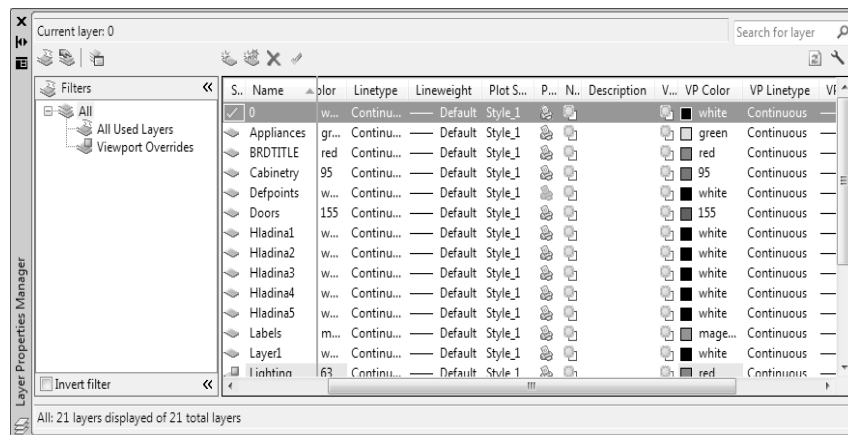 Current layer: 0
Search for layer
Filters
All
All Used Layers
Viewport Overrides
Invert filter
S.. Name olor Linetype Lineweight Plot S... P... N.. Description V... VP Color VP Linetype VF
0 w... Continu... Default Style_1 white Continuous
Appliances gr... Continu... Default Style_1 green Continuous
BRDTITLE red Continu... Default Style_1 red Continuous
Cabinetry 95 Continu... Default Style_1 95 Continuous
Defpoints w... Continu... Default Style_1 white Continuous
Doors 155 Continu... Default Style_1 155 Continuous
Hladina1 w... Continu... Default Style_1 white Continuous
Hladina2 w... Continu... Default Style_1 white Continuous
Hladina3 w... Continu... Default Style_1 white Continuous
Hladina4 w... Continu... Default Style_1 white Continuous
Hladina5 w... Continu... Default Style_1 white Continuous
Labels m... Continu... Default Style_1 mage... Continuous
Layer1 w... Continu... Default Style_1 white Continuous
Lighting 63 Continu... Default Style_1 red Continuous
All: 21 layers displayed of 21 total layers
Layer Properties Manager